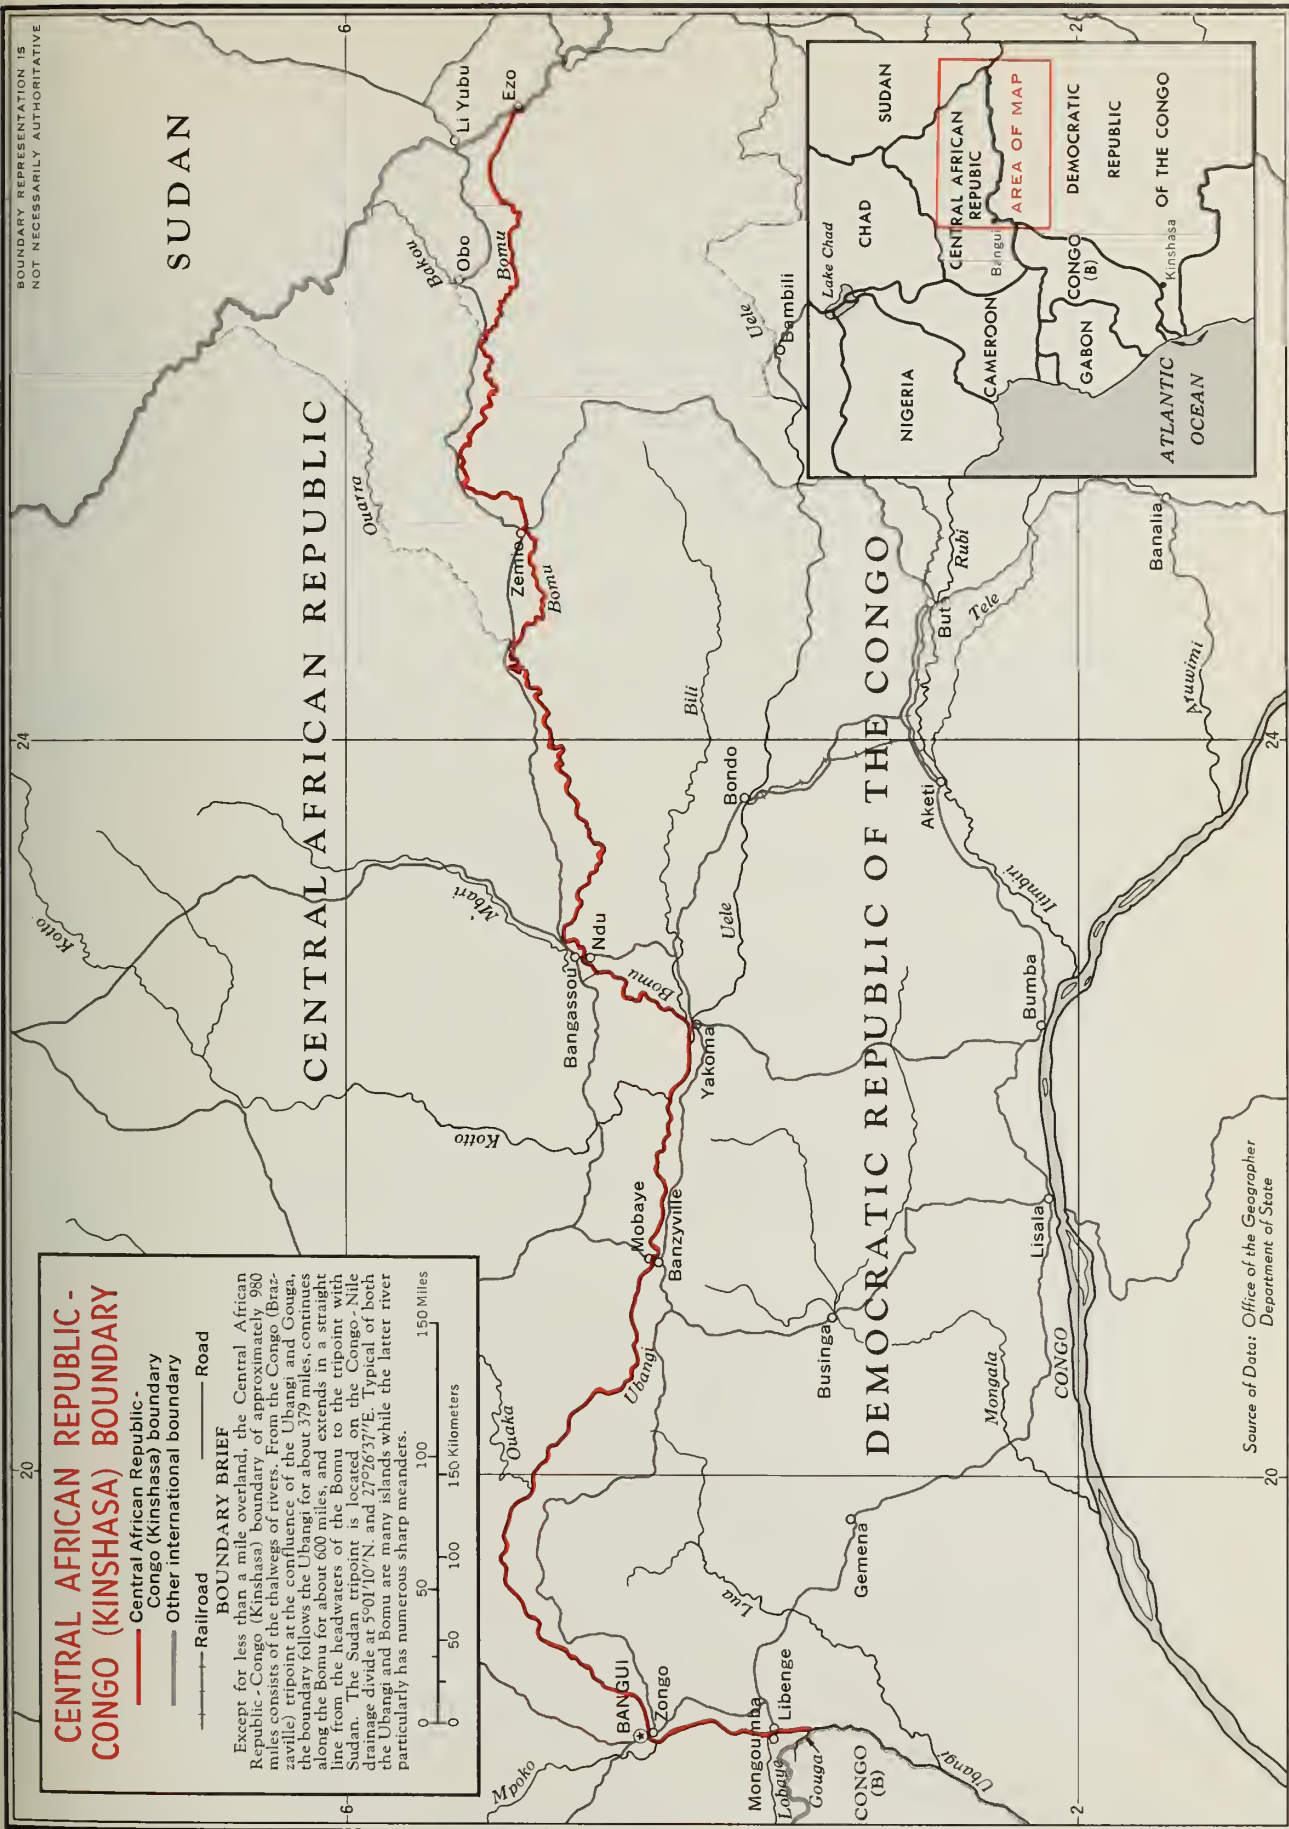 BOUNDARY REPRESENTATION IS
NOT NECESSARILY AUTHORITATIVE
CENTRAL AFRICAN REPUBLIC -
CONGO (KINSHASA) BOUNDARY
Central African Republic -
Congo (Kinshasa) boundary
Other international boundary
Railroad
Road
BOUNDARY BRIEF
Except for less than a mile overland, the Central African
Republic - Congo (Kinshasa) boundary of approximately 980
miles consists of the thalwegs of rivers. From the Congo (Braz-
zaville) tripoint at the confluence of the Ubangi and Gouga,
the boundary follows the Ubangi for about 379 miles, continues
along the Bomu for about 600 miles, and extends in a straight
line from the headwaters of the Bomu to the tripoint with
Sudan. The Sudan tripoint is located on the Congo - Nile
drainage divide at 5°01'10"N. and 27°26'37"E. Typical of both
the Ubangi and Bomu are many islands while the latter river
particularly has numerous sharp meanders.
0 50 100 150 Miles
0 50 100 150 Kilometers
20
24
6
6
2
2
20
24
SUDAN
CENTRAL AFRICAN REPUBLIC
DEMOCRATIC REPUBLIC OF THE CONGO
CONGO
(B)
Li Yubu
Ezo
Obo
Bakou
Bomu
Ouarra
Zemio
Bomu
Kotto
M'Bari
Bangassou
Ndu
Bomu
Kotto
Yakoma
Mobaye
Banzyville
Ubangi
Ouaka
BANGUI
Zongo
Mpoko
Mongoumba
Libenge
Lobaye
Gouga
Ubangi
Lua
Gemena
Businga
Mongala
CONGO
Lisala
Bumba
Itimbiri
Aketi
Bondo
Uele
Bili
Uele
Bambili
But
Rubi
Tele
Banalia
Aruwimi
SUDAN
CHAD
Lake Chad
NIGERIA
CAMEROON
CENTRAL AFRICAN
REPUBIC
Bangui
AREA OF MAP
DEMOCRATIC
REPUBLIC
OF THE CONGO
CONGO
(B)
Kinshasa
GABON
ATLANTIC
OCEAN
Source of Data: Office of the Geographer
Department of State